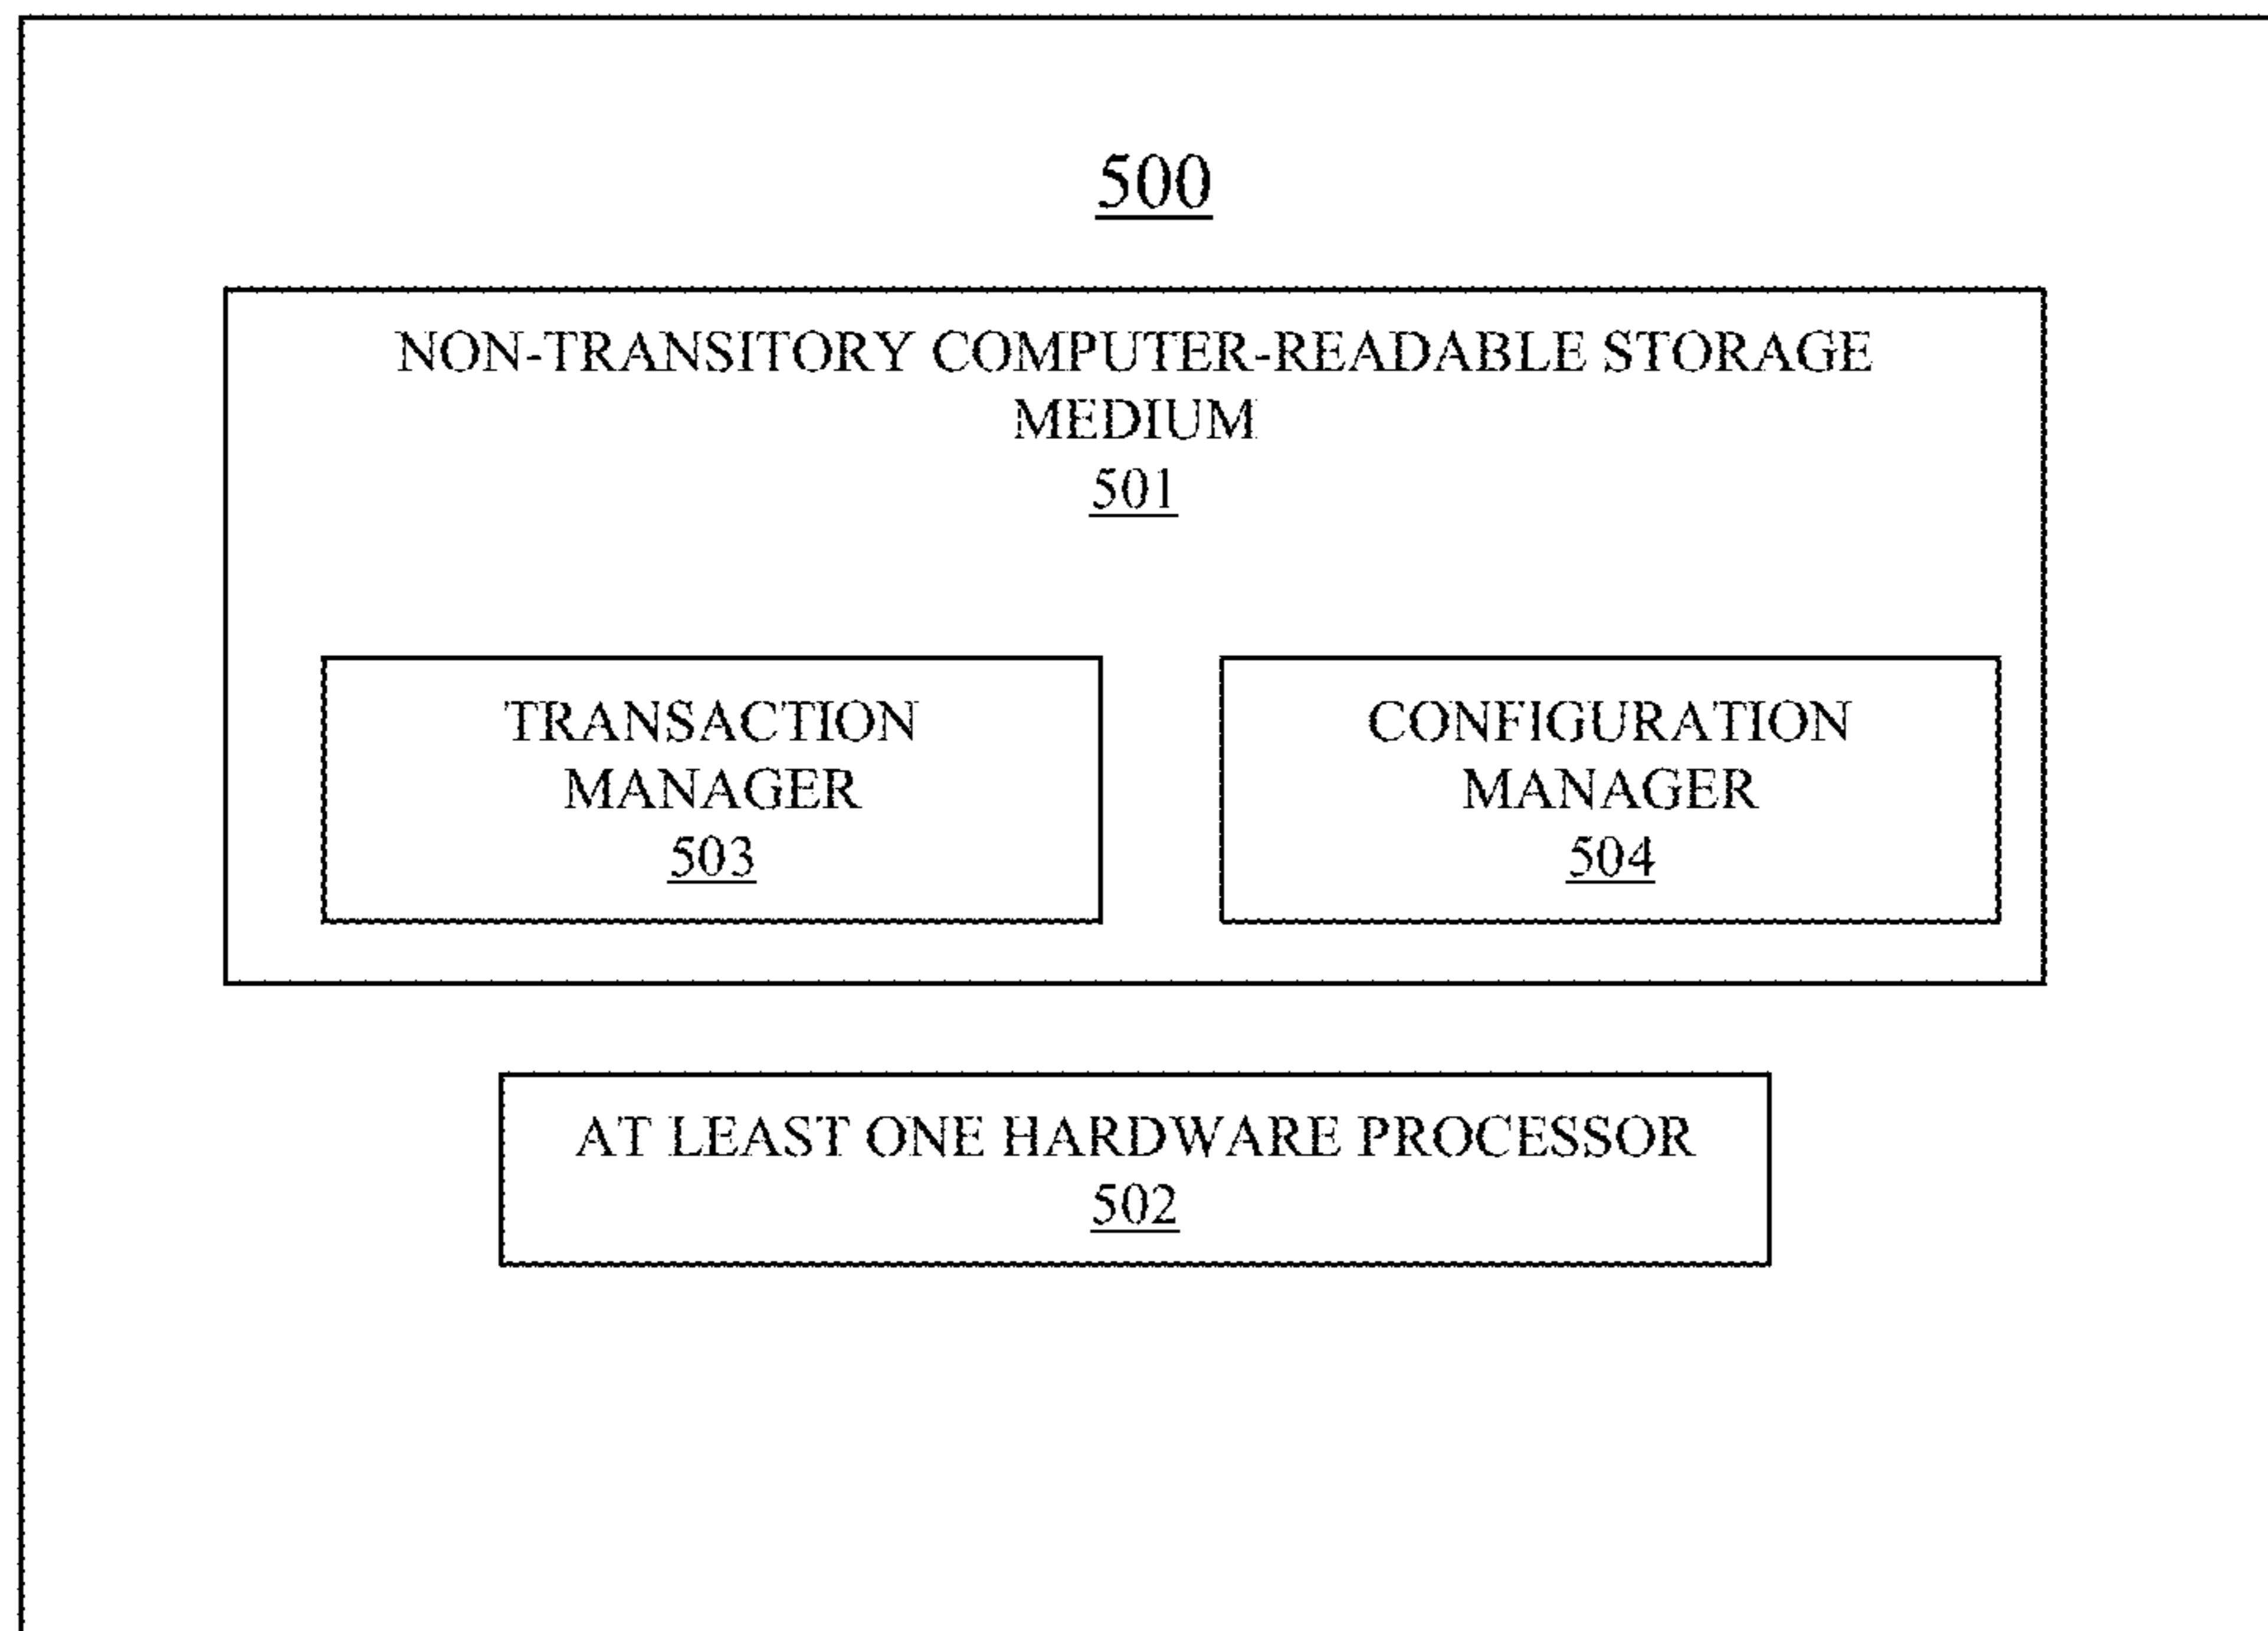 500
NON-TRANSITORY COMPUTER-READABLE STORAGE
MEDIUM
501
TRANSACTION
MANAGER
503
CONFIGURATION
MANAGER
504
AT LEAST ONE HARDWARE PROCESSOR
502